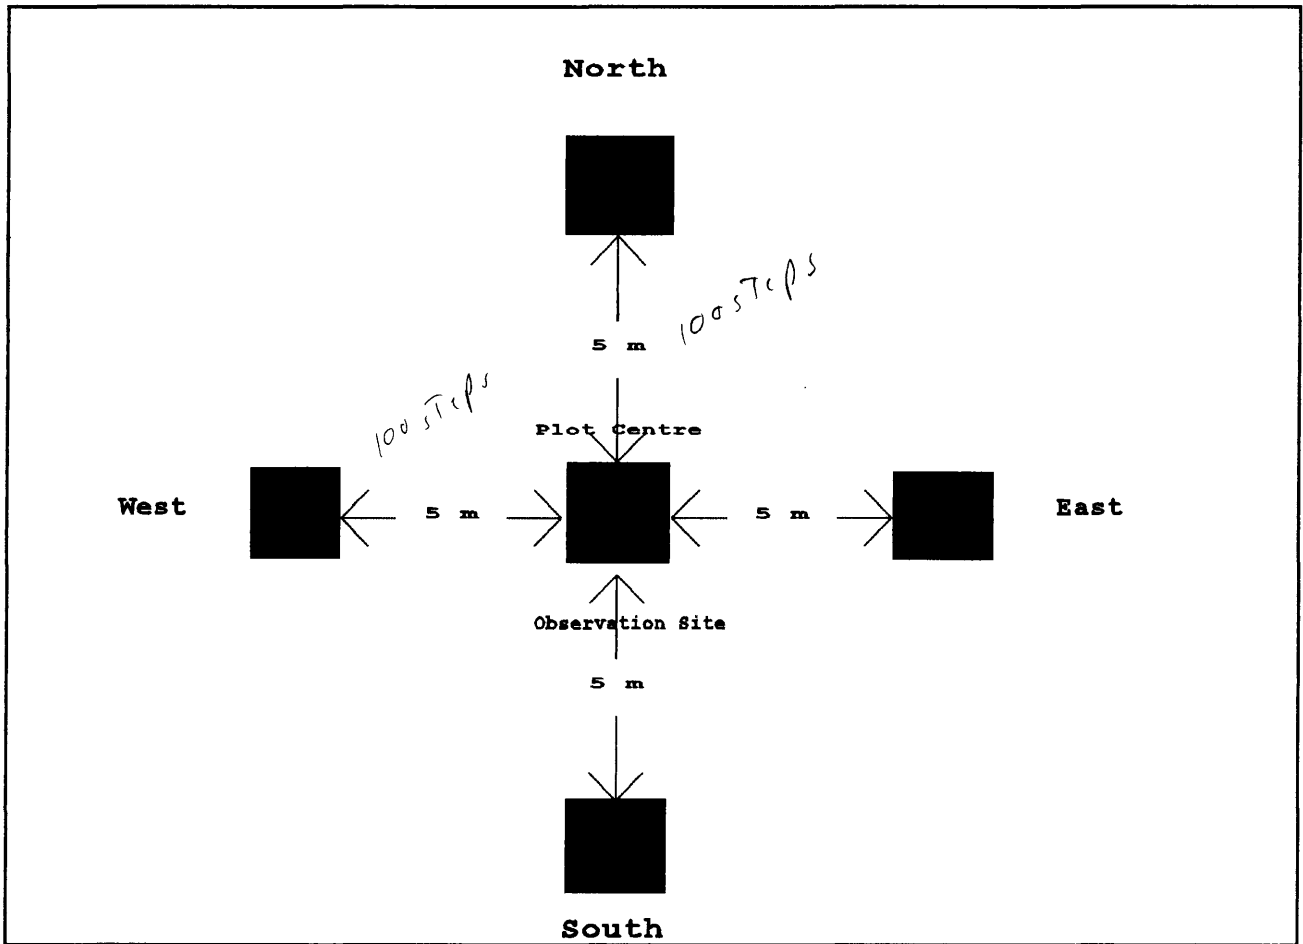 North
100 steps
5 m
100 steps
Plot Centre
West
5 m
5 m
East
Observation Site
5 m
South